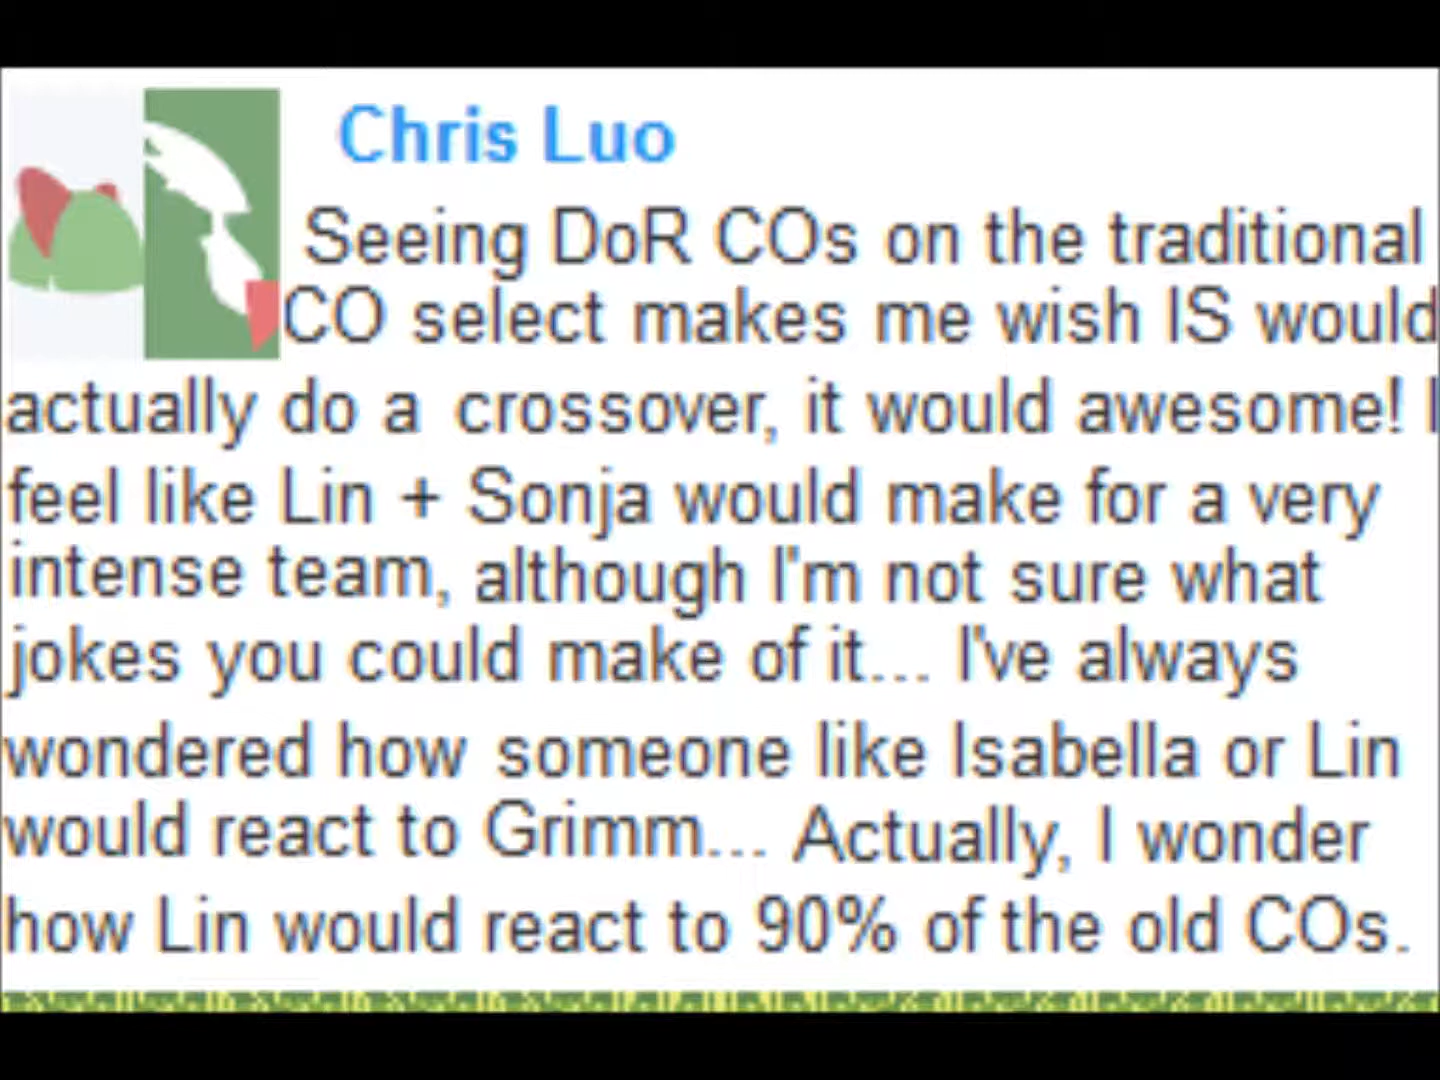 Chris Luo
Seeing DoR COs on the traditional
CO select makes me wish IS would
actually do a crossover, it would awesome! I
feel like Lin + Sonja would make for a very
intense team, although I'm not sure what
jokes you could make of it... I've always
wondered how someone like Isabella or Lin
would react to Grimm... Actually, I wonder
how Lin would react to 90% of the old COs.